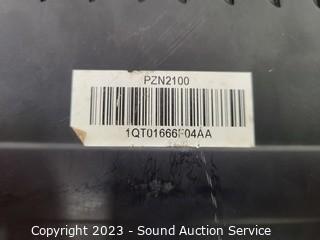 PZN2100
1QT01666F04AA
Copyright 2023 - Sound Auction Service